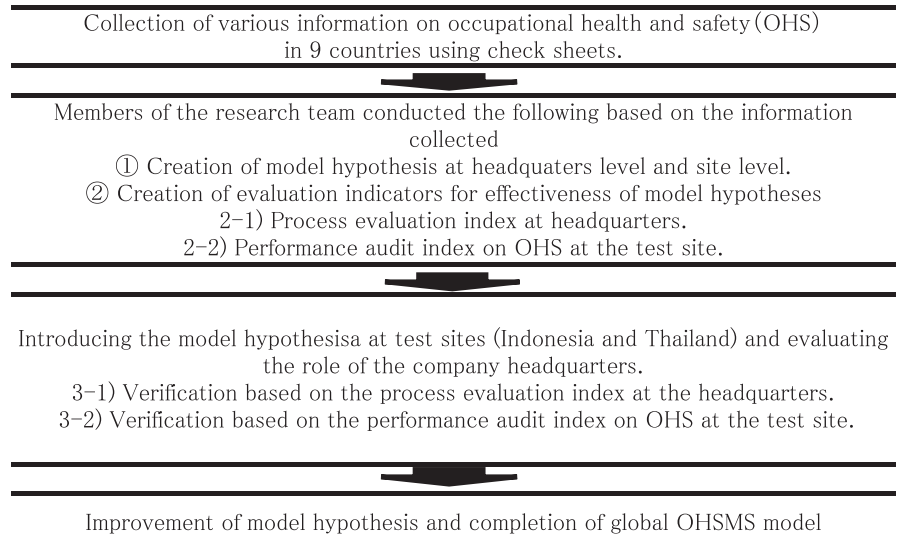 Collection of various information on occupational health and safety (OHS)
in 9 countries using check sheets.
Members of the research team conducted the following based on the information
collected
① Creation of model hypothesis at headquaters level and site level.
② Creation of evaluation indicators for effectiveness of model hypotheses
2-1) Process evaluation index at headquarters.
2-2) Performance audit index on OHS at the test site.
Introducing the model hypothesisa at test sites (Indonesia and Thailand) and evaluating
the role of the company headquarters.
3-1) Verification based on the process evaluation index at the headquarters.
3-2) Verification based on the performance audit index on OHS at the test site.
Improvement of model hypothesis and completion of global OHSMS model